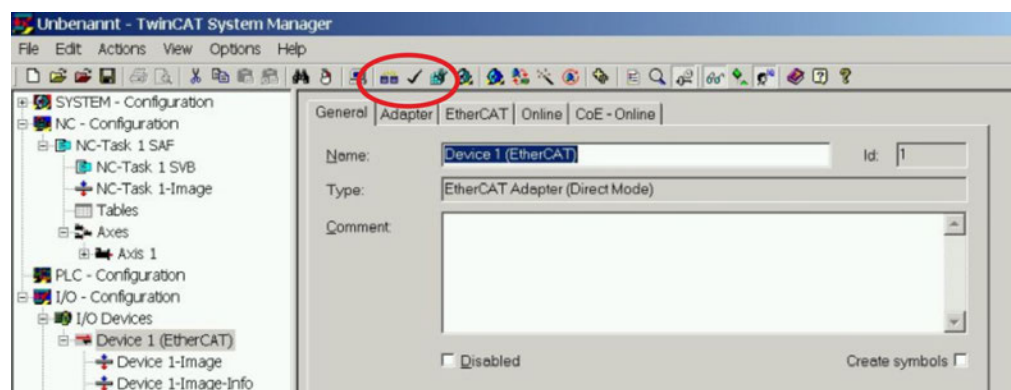 Unbenannt - TwinCAT System Manager
File Edit Actions View Options Help
SYSTEM - Configuration
NC - Configuration
NC-Task 1 SAF
NC-Task 1 SVB
NC-Task 1-Image
Tables
Axes
Axis 1
PLC - Configuration
I/O - Configuration
I/O Devices
Device 1 (EtherCAT)
Device 1-Image
Device 1-Image-Info
General Adapter EtherCAT Online CoE - Online
Name: Device 1 (EtherCAT) Id: 1
Type: EtherCAT Adapter (Direct Mode)
Comment:
Disabled Create symbols